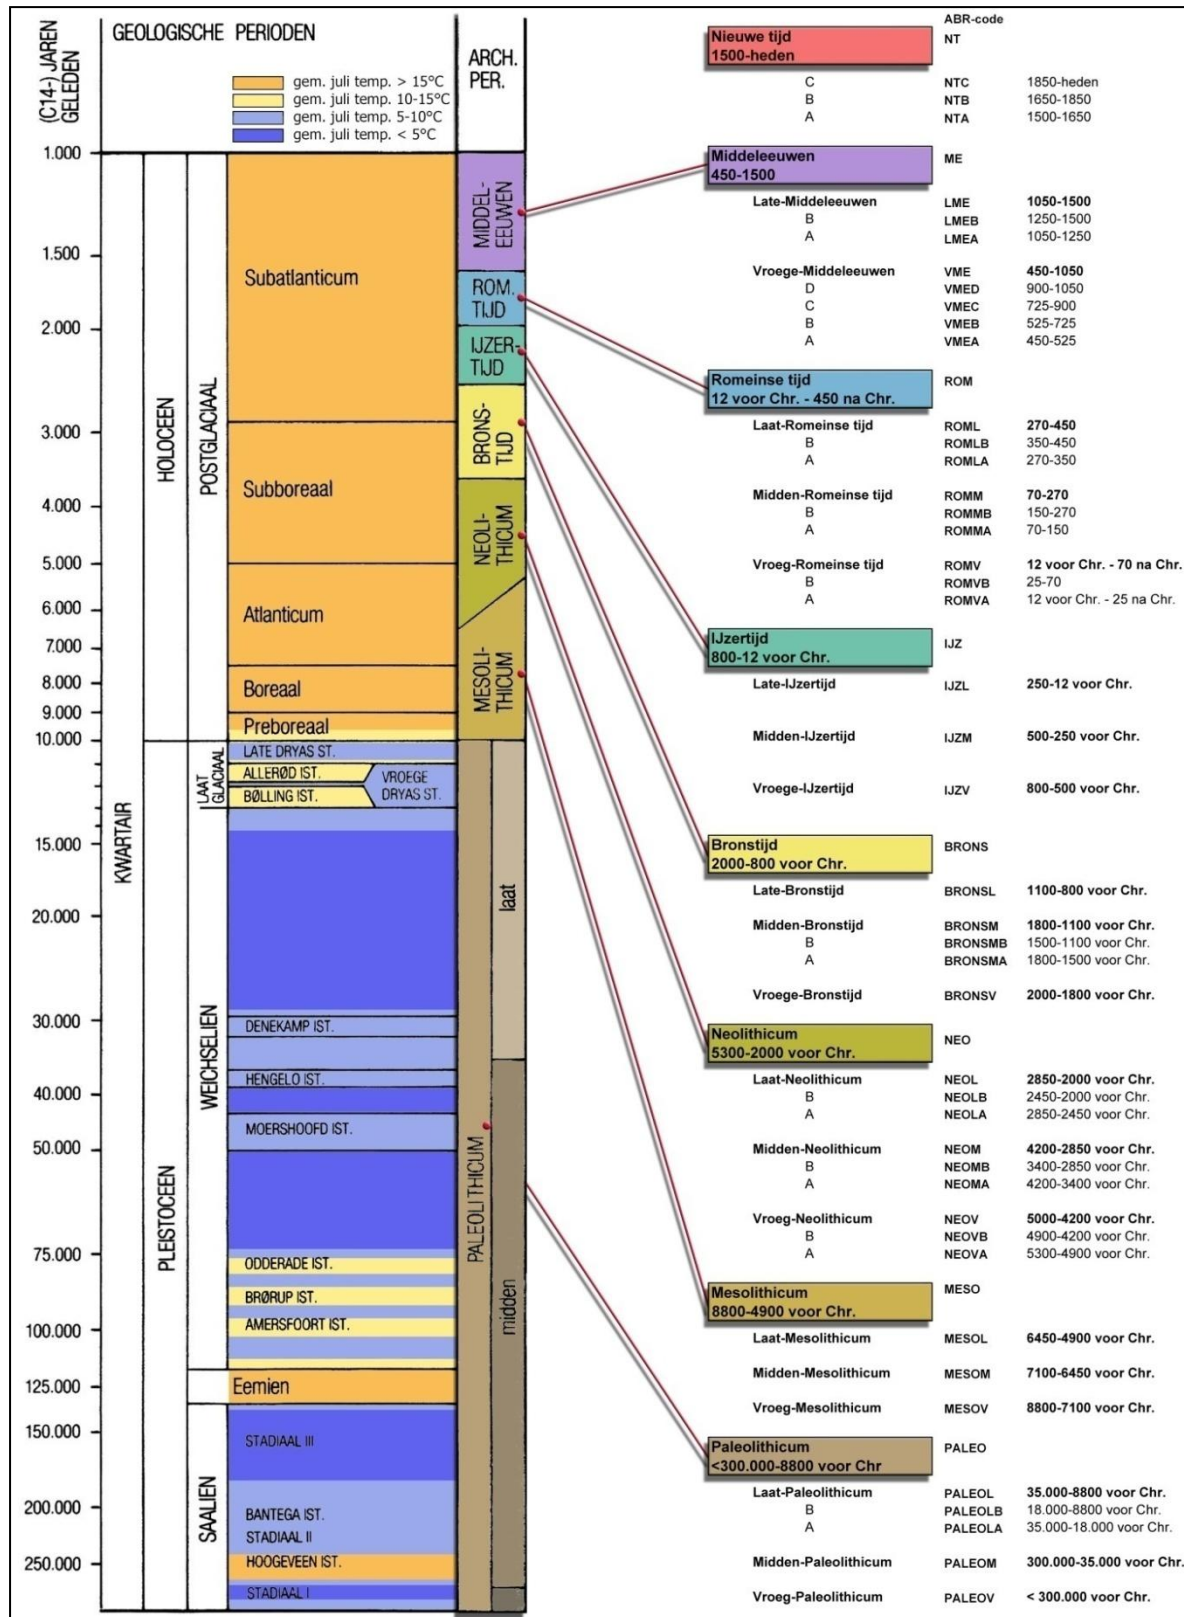 (C14-) JAREN
GELEDEN
GEOLOGISCHE PERIODEN
gem. juli temp. > 15°C
gem. juli temp. 10-15°C
gem. juli temp. 5-10°C
gem. juli temp. < 5°C
ARCH.
PER.
1.000
1.500
2.000
3.000
4.000
5.000
6.000
7.000
8.000
9.000
10.000
15.000
20.000
30.000
40.000
50.000
75.000
100.000
125.000
150.000
200.000
250.000
KWARTAIR
HOLOCEEN
PLEISTOCEEN
POSTGLACIAAL
LAAT
GLACIAAL
WEICHSELIEN
SAALIEN
Subatlanticum
Subboreaal
Atlanticum
Boreaal
Preboreaal
LATE DRYAS ST.
ALLERØD IST.
VROEGE
DRYAS ST.
BØLLING IST.
DENEKAMP IST.
HENGELO IST.
MOERSHOOFD IST.
ODDERADE IST.
BRØRUP IST.
AMERSFOORT IST.
Eemien
STADIAAL III
BANTEGA IST.
STADIAAL II
HOOGEVEEN IST.
STADIAAL I
MIDDEL-
EEUWEN
ROM.
TIJD
IJZER-
TIJD
BRONS-
TIJD
NEOLI-
THICUM
MESOLI-
THICUM
PALEOLITHICUM
laat
midden
ABR-code
Nieuwe tijd NT
1500-heden
C NTC 1850-heden
B NTB 1650-1850
A NTA 1500-1650
Middeleeuwen ME
450-1500
Late-Middeleeuwen LME 1050-1500
B LMEB 1250-1500
A LMEA 1050-1250
Vroege-Middeleeuwen VME 450-1050
D VMED 900-1050
C VMEC 725-900
B VMEB 525-725
A VMEA 450-525
Romeinse tijd ROM
12 voor Chr. - 450 na Chr.
Laat-Romeinse tijd ROML 270-450
B ROMLB 350-450
A ROMLA 270-350
Midden-Romeinse tijd ROMM 70-270
B ROMMB 150-270
A ROMMA 70-150
Vroeg-Romeinse tijd ROMV 12 voor Chr. - 70 na Chr.
B ROMVB 25-70
A ROMVA 12 voor Chr. - 25 na Chr.
IJzertijd IJZ
800-12 voor Chr.
Late-IJzertijd IJZL 250-12 voor Chr.
Midden-IJzertijd IJZM 500-250 voor Chr.
Vroege-IJzertijd IJZV 800-500 voor Chr.
Bronstijd BRONS
2000-800 voor Chr.
Late-Bronstijd BRONSL 1100-800 voor Chr.
Midden-Bronstijd BRONSM 1800-1100 voor Chr.
B BRONSMB 1500-1100 voor Chr.
A BRONSMA 1800-1500 voor Chr.
Vroege-Bronstijd BRONSV 2000-1800 voor Chr.
Neolithicum NEO
5300-2000 voor Chr.
Laat-Neolithicum NEOL 2850-2000 voor Chr.
B NEOLB 2450-2000 voor Chr.
A NEOLA 2850-2450 voor Chr.
Midden-Neolithicum NEOM 4200-2850 voor Chr.
B NEOMB 3400-2850 voor Chr.
A NEOMA 4200-3400 voor Chr.
Vroeg-Neolithicum NEOV 5000-4200 voor Chr.
B NEOVB 4900-4200 voor Chr.
A NEOVA 5300-4900 voor Chr.
Mesolithicum MESO
8800-4900 voor Chr.
Laat-Mesolithicum MESOL 6450-4900 voor Chr.
Midden-Mesolithicum MESOM 7100-6450 voor Chr.
Vroeg-Mesolithicum MESOV 8800-7100 voor Chr.
Paleolithicum PALEO
<300.000-8800 voor Chr
Laat-Paleolithicum PALEOL 35.000-8800 voor Chr.
B PALEOLB 18.000-8800 voor Chr.
A PALEOLA 35.000-18.000 voor Chr.
Midden-Paleolithicum PALEOM 300.000-35.000 voor Chr.
Vroeg-Paleolithicum PALEOV < 300.000 voor Chr.